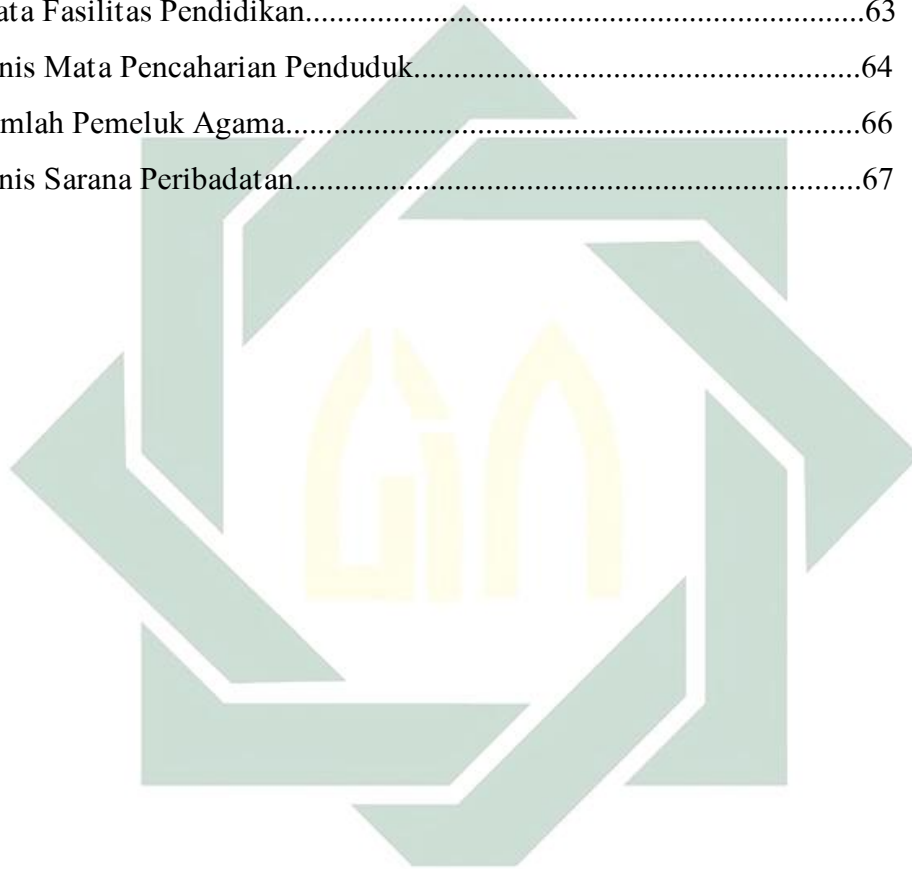 ata Fasilitas Pendidikan......................................................................63
nis Mata Pencaharian Penduduk........................................................64
mlah Pemeluk Agama........................................................................66
nis Sarana Peribadatan.......................................................................67